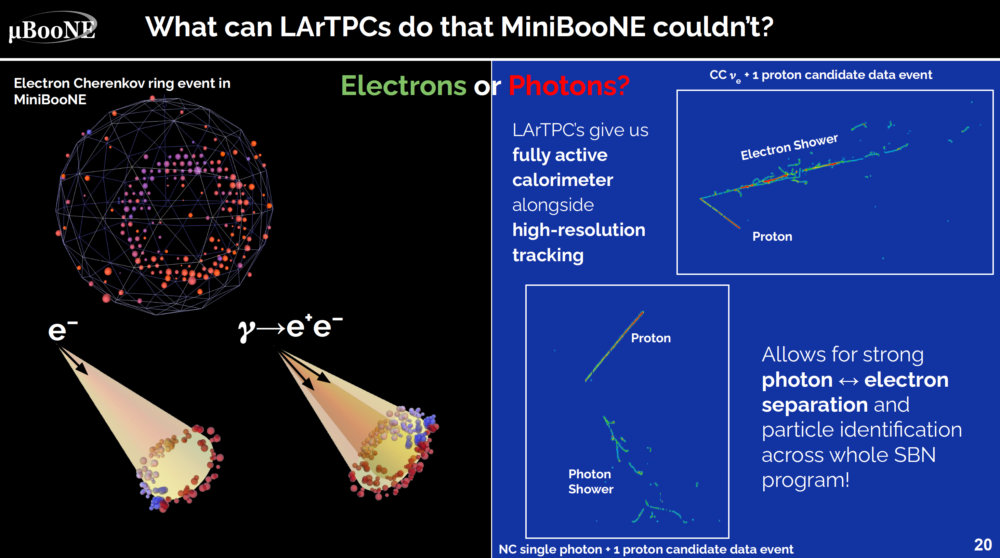 µBooNE
What can LArTPCs do that MiniBooNE couldn't?
Electron Cherenkov ring event in
MiniBooNE
Electrons or Photons?
e⁻
γ→e⁺e⁻
LArTPC's give us
fully active
calorimeter
alongside
high-resolution
tracking
CC νₑ + 1 proton candidate data event
Electron Shower
Proton
Proton
Photon
Shower
NC single photon + 1 proton candidate data event
Allows for strong
photon ↔ electron
separation and
particle identification
across whole SBN
program!
20